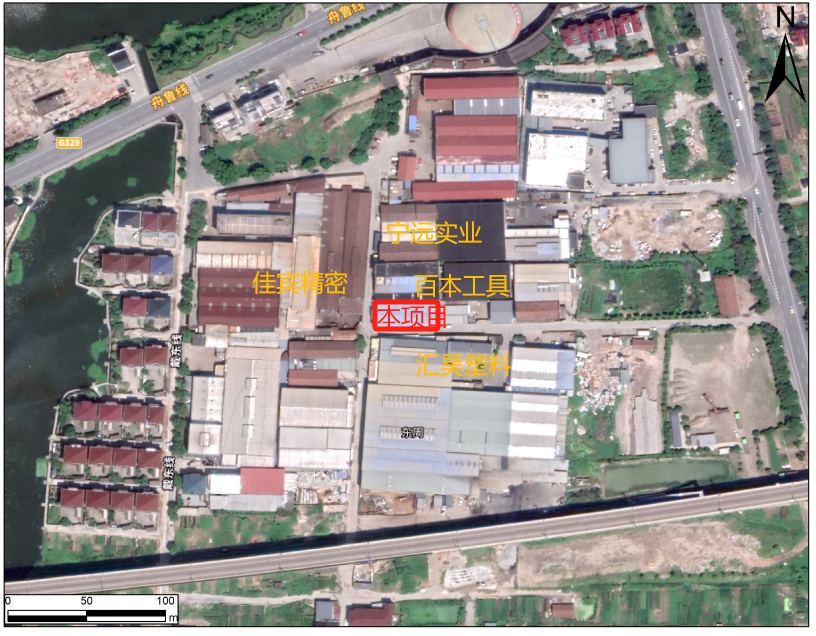 舟鲁线
N
舟鲁线
G329
宁远实业
佳宾精密
百本工具
本项目
戴东线
汇昊塑料
东周
戴东线
0 50 100
m